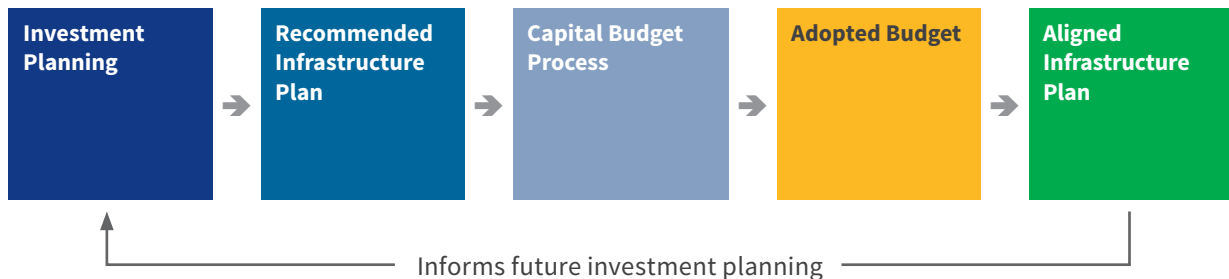 Investment
Planning
Recommended
Infrastructure
Plan
Capital Budget
Process
Adopted Budget
Aligned
Infrastructure
Plan
Informs future investment planning